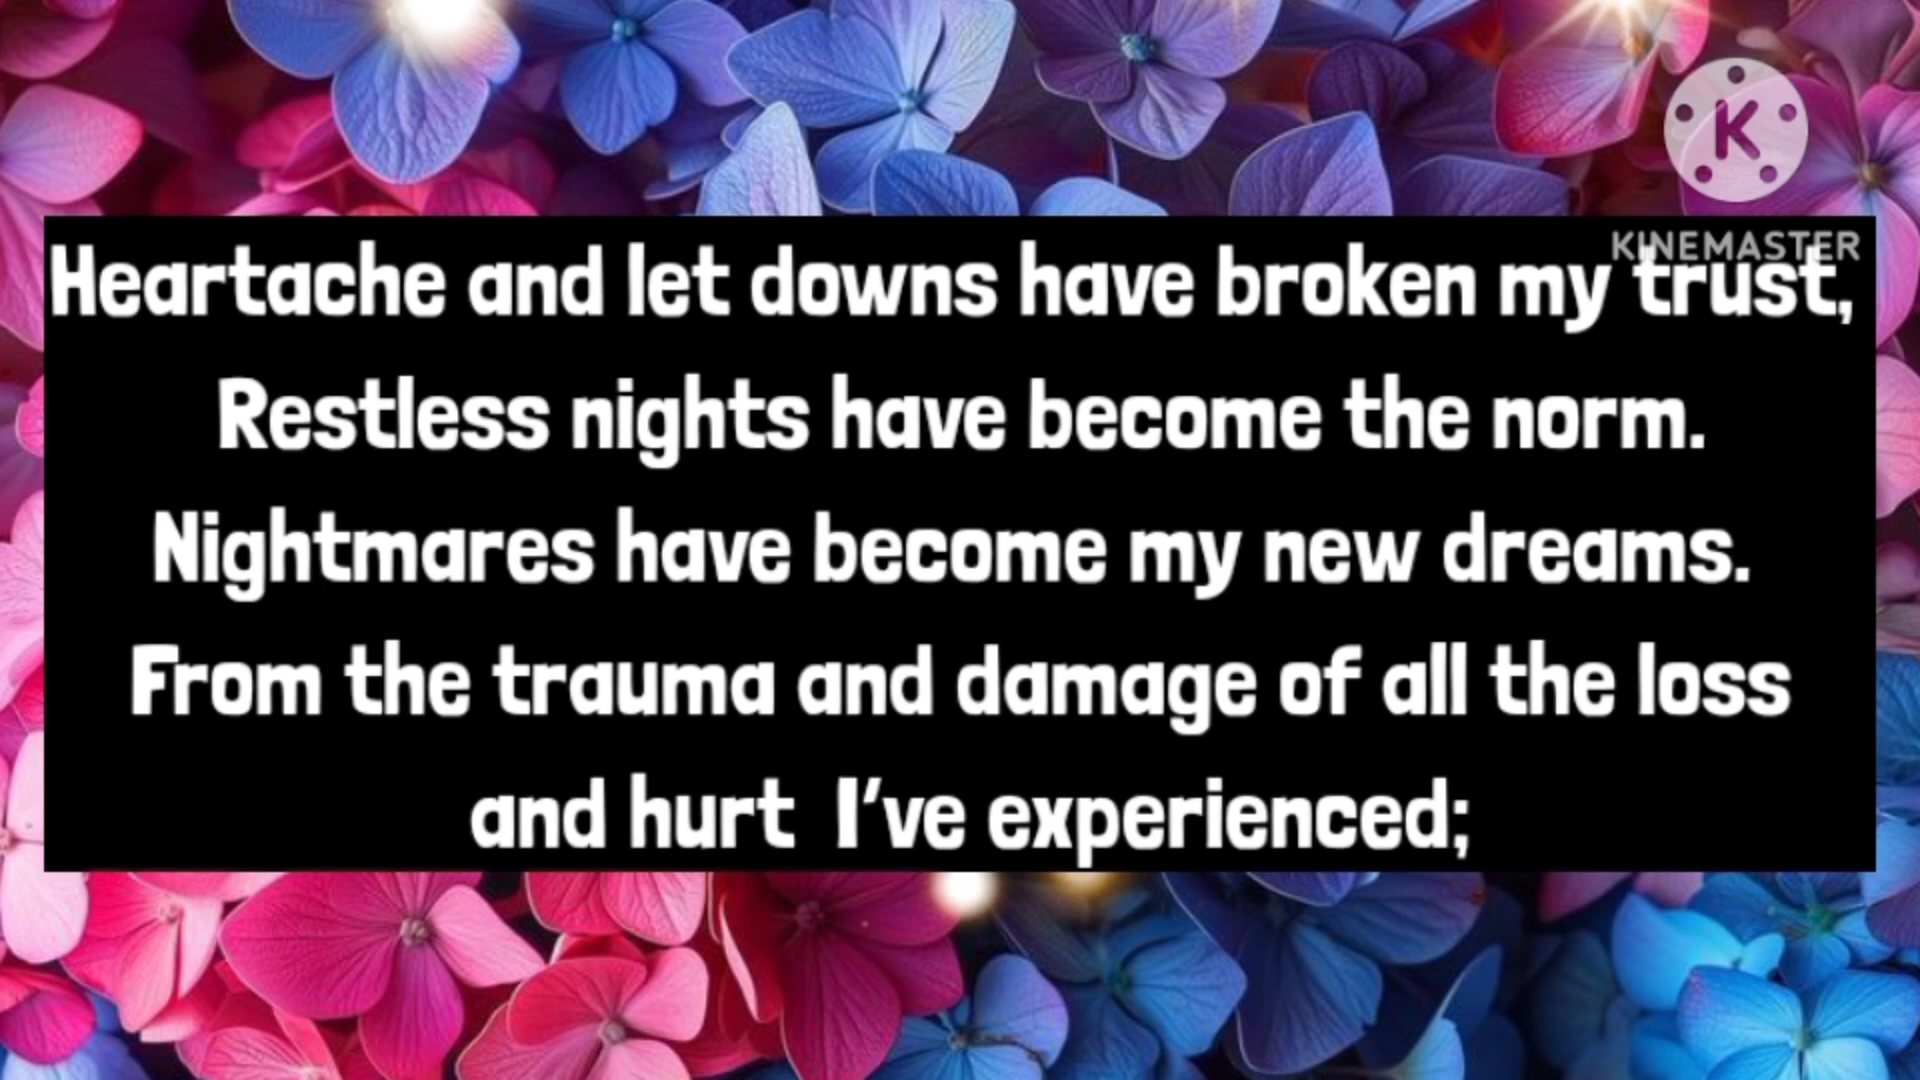 K
KINEMASTER
Heartache and let downs have broken my trust,
Restless nights have become the norm.
Nightmares have become my new dreams.
From the trauma and damage of all the loss
and hurt  I've experienced;